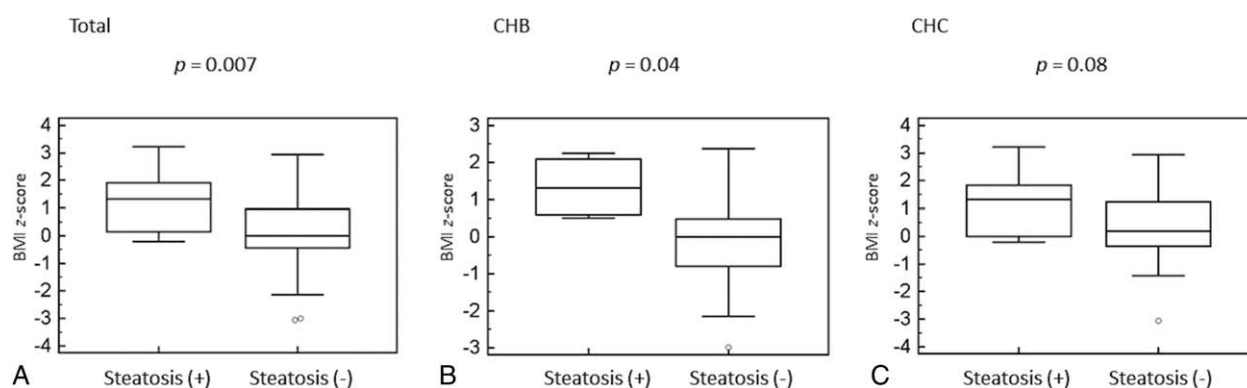 Total
p = 0.007
4
3
2
1
0
-1
-2
-3
-4
BMI z-score
Steatosis (+) Steatosis (-)
A
CHB
p = 0.04
3
2
1
0
-1
-2
-3
BMI z-score
Steatosis (+) Steatosis (-)
B
CHC
p = 0.08
4
3
2
1
0
-1
-2
-3
-4
BMI z-score
Steatosis (+) Steatosis (-)
C